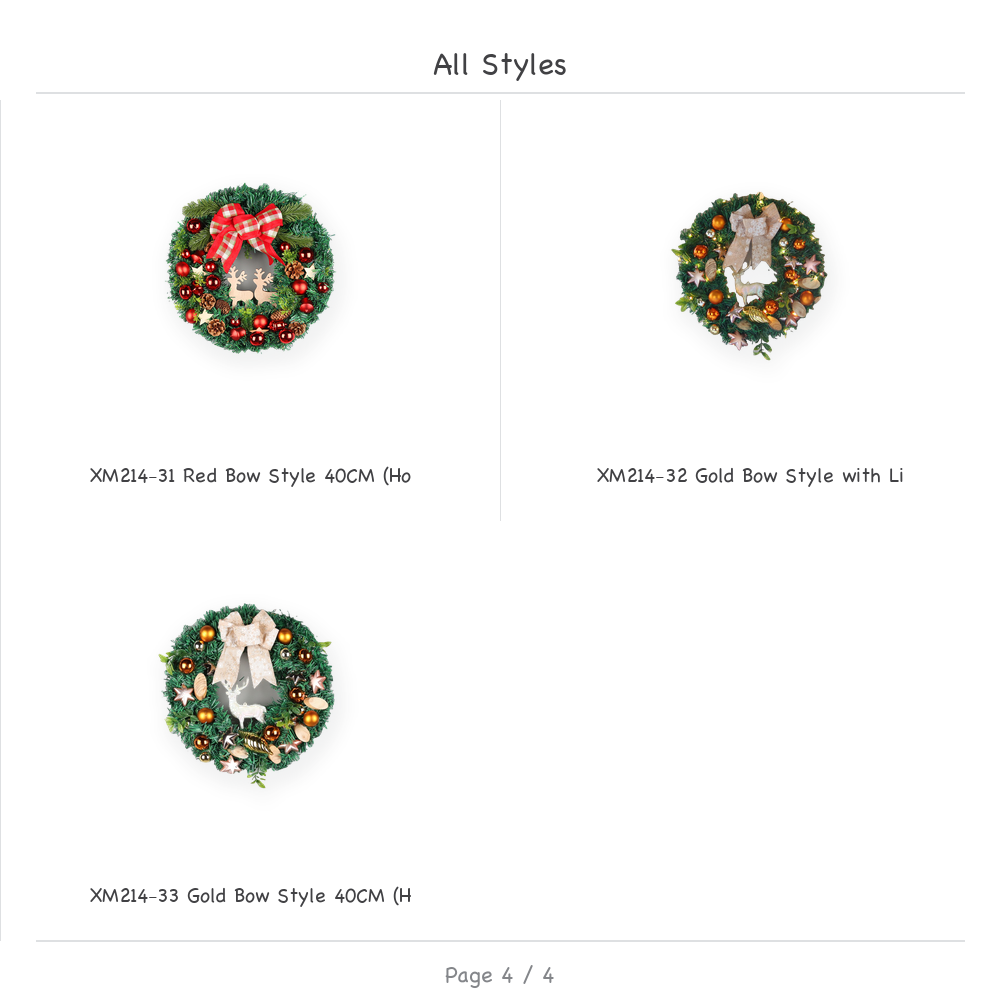 All Styles
XM214-31 Red Bow Style 40CM (Ho
XM214-32 Gold Bow Style with Li
XM214-33 Gold Bow Style 40CM (H
Page 4 / 4